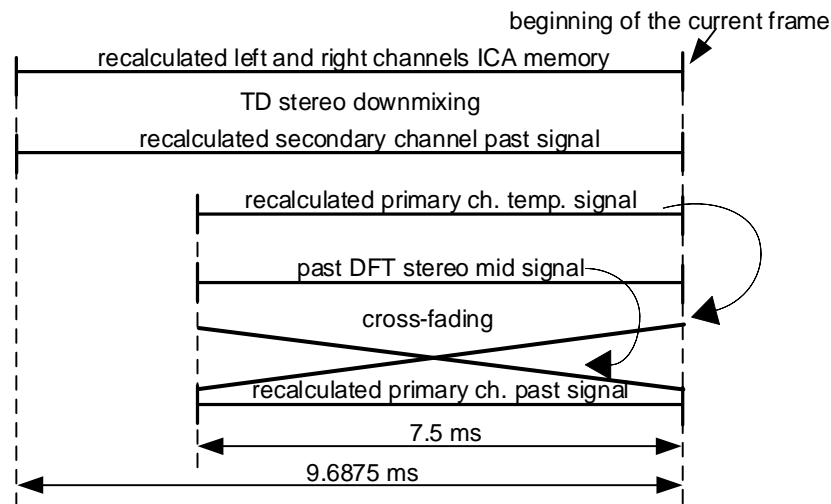 beginning of the current frame
recalculated left and right channels ICA memory
TD stereo downmixing
recalculated secondary channel past signal
recalculated primary ch. temp. signal
past DFT stereo mid signal
cross-fading
recalculated primary ch. past signal
7.5 ms
9.6875 ms